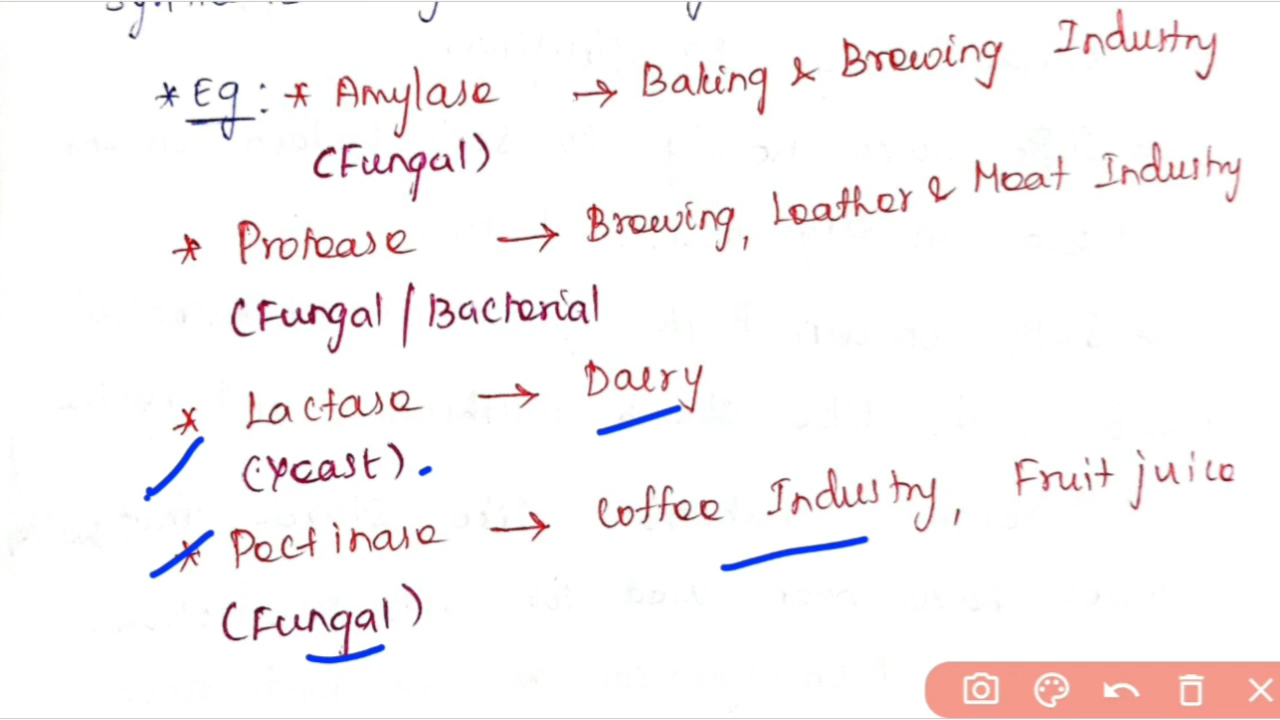 * Eg : * Amylase → Baking & Brewing Industry
(Fungal)
* Protease → Brewing, Leather & Meat Industry
(Fungal / Bacterial
* Lactase → Dairy
(Yeast)
* Pectinase → Coffee Industry, Fruit juice
(Fungal)